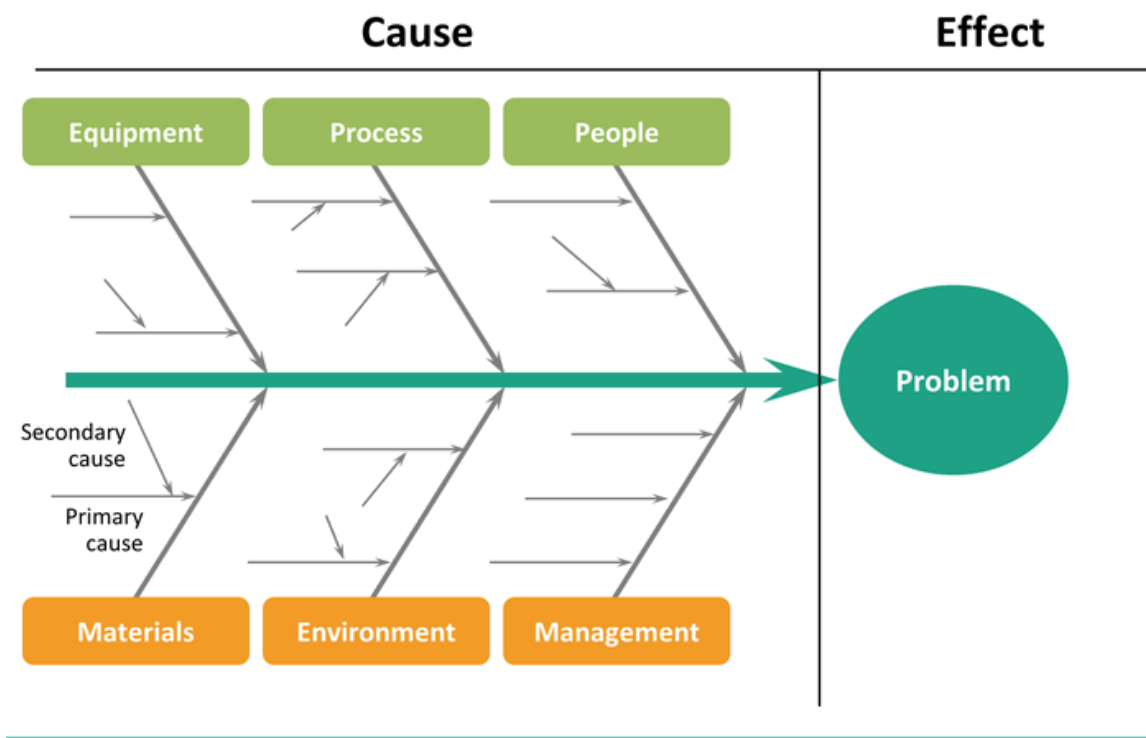 Cause
Effect
Equipment
Process
People
Problem
Secondary
cause
Primary
cause
Materials
Environment
Management